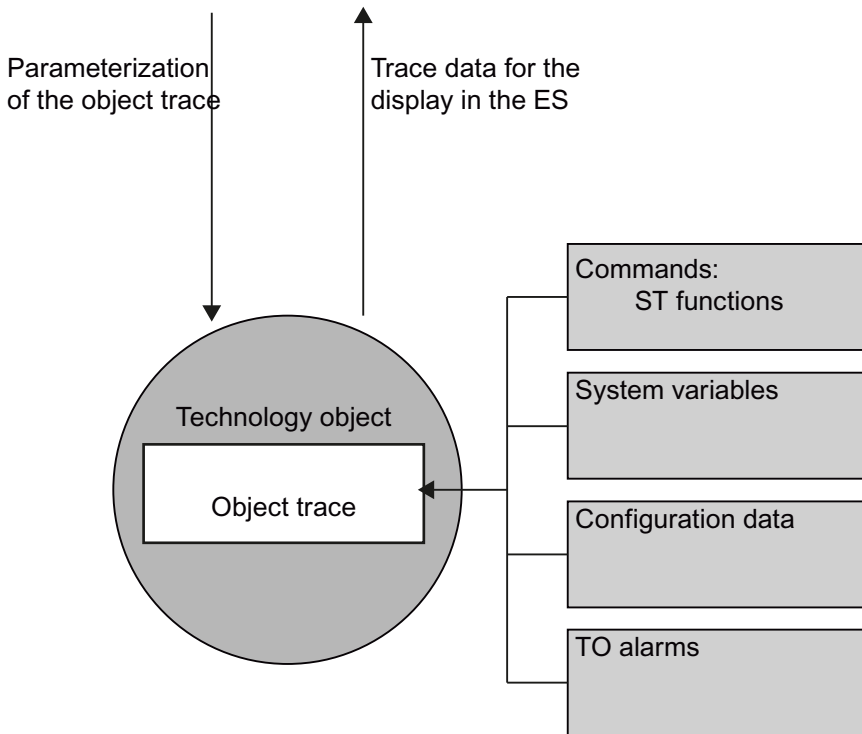 Parameterization
of the object trace
Trace data for the
display in the ES
Commands:
ST functions
System variables
Technology object
Object trace
Configuration data
TO alarms